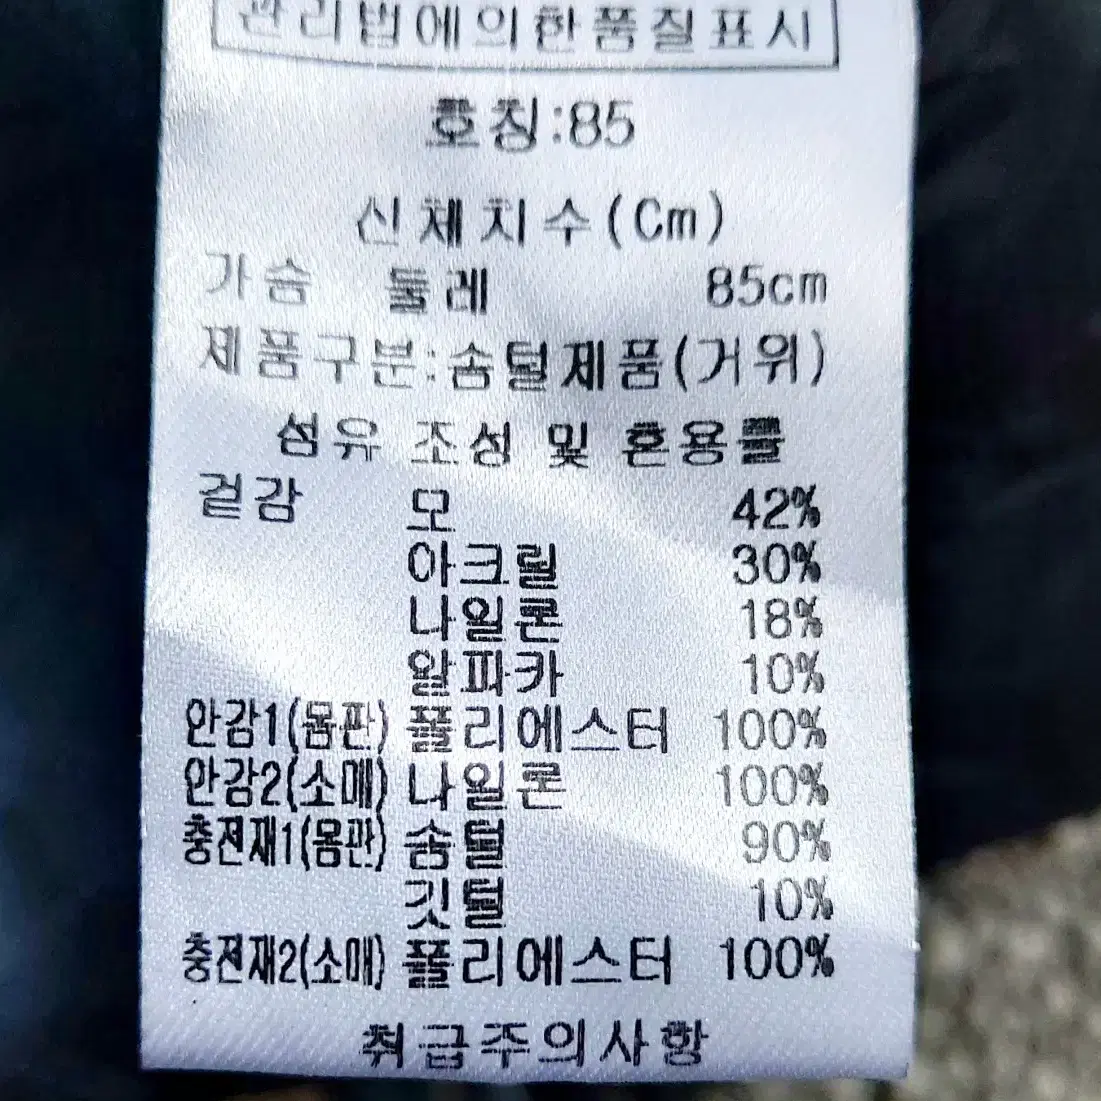 관리법에의한품질표시
호칭:85
신체치수(Cm)
가슴 둘레 85cm
제품구분:솜털제품(거위)
섬유 조성 및 혼용률
겉감 모 42%
아크릴 30%
나일론 18%
알파카 10%
안감1(몸판) 폴리에스터 100%
안감2(소매) 나일론 100%
충전재1(몸판) 솜털 90%
깃털 10%
충전재2(소매) 폴리에스터 100%
취급주의사항